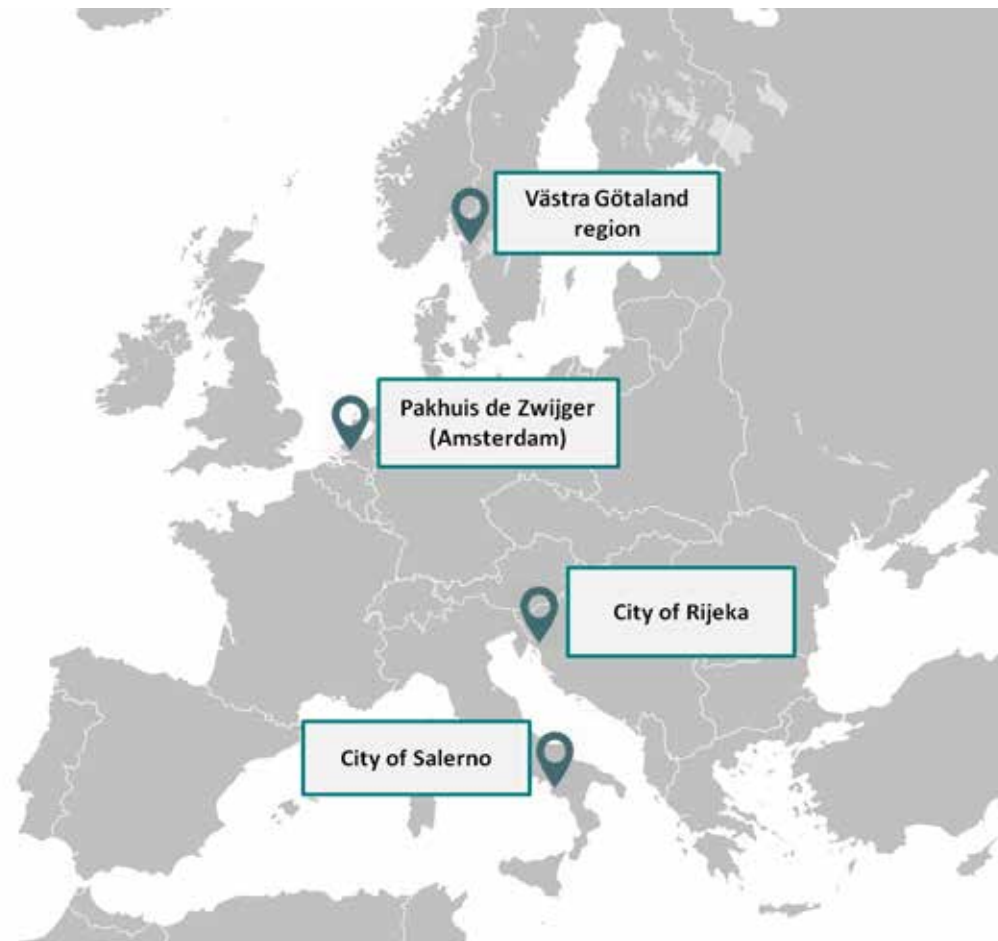 Västra Götaland
region
Pakhuis de Zwijger
(Amsterdam)
City of Rijeka
City of Salerno